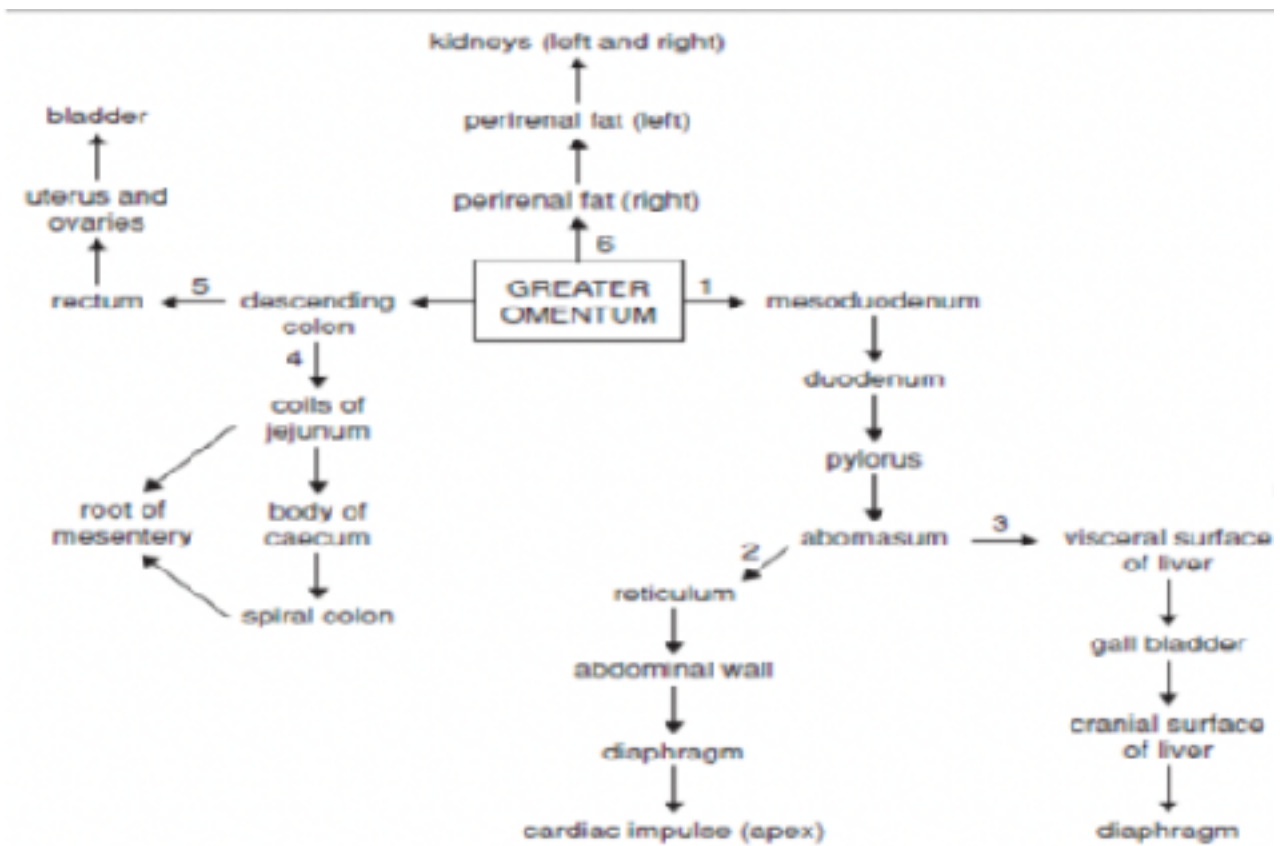 kidneys (left and right)
perirenal fat (left)
perirenal fat (right)
6
bladder
uterus and
ovaries
rectum
5
descending
colon
GREATER
OMENTUM
1
mesoduodenum
duodenum
pylorus
abomasum
4
coils of
jejunum
root of
mesentery
body of
caecum
spiral colon
2
reticulum
abdominal wall
diaphragm
cardiac impulse (apex)
3
visceral surface
of liver
gall bladder
cranial surface
of liver
diaphragm